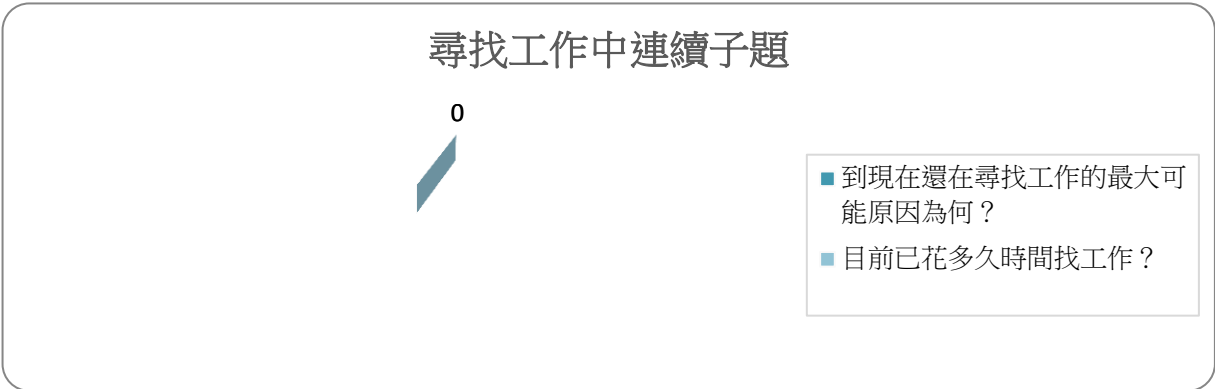 尋找工作中連續子題
0
到現在還在尋找工作的最大可
能原因為何？
目前已花多久時間找工作？